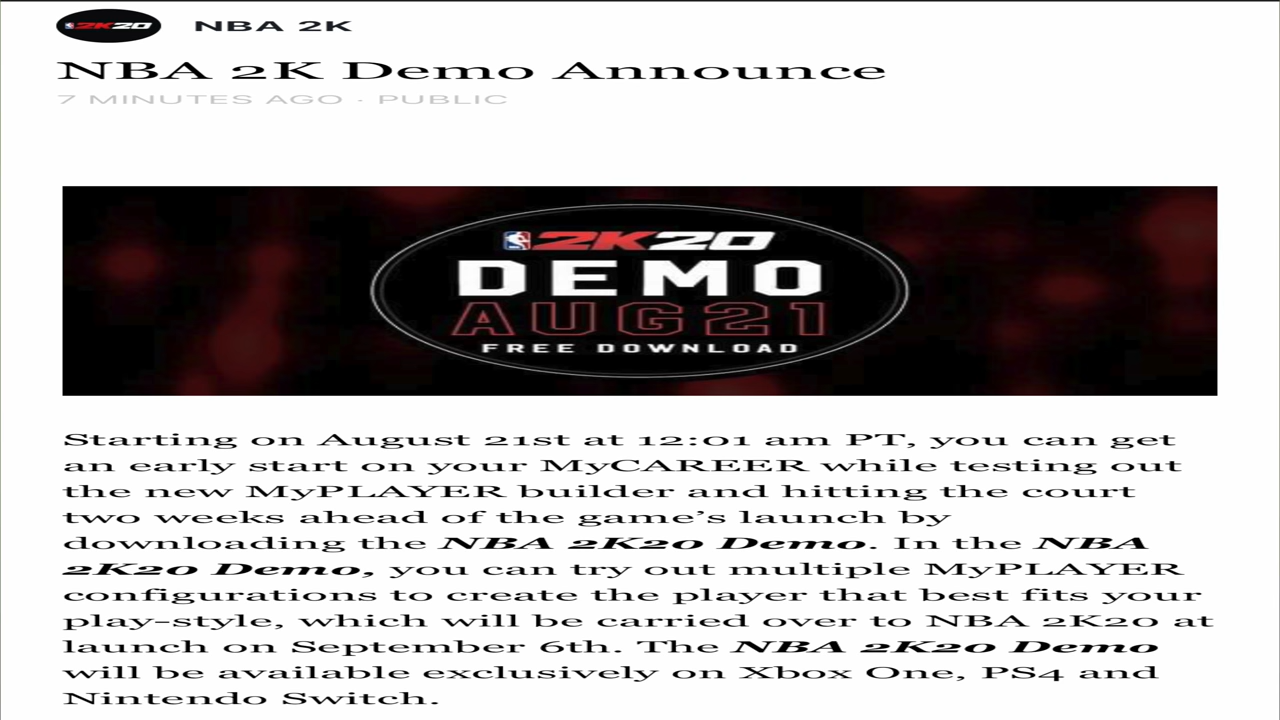 2K20 NBA 2K
NBA 2K Demo Announce
7 MINUTES AGO · PUBLIC
2K20
DEMO
AUG21
FREE DOWNLOAD
Starting on August 21st at 12:01 am PT, you can get
an early start on your MyCAREER while testing out
the new MyPLAYER builder and hitting the court
two weeks ahead of the game’s launch by
downloading the NBA 2K20 Demo. In the NBA
2K20 Demo, you can try out multiple MyPLAYER
configurations to create the player that best fits your
play-style, which will be carried over to NBA 2K20 at
launch on September 6th. The NBA 2K20 Demo
will be available exclusively on Xbox One, PS4 and
Nintendo Switch.